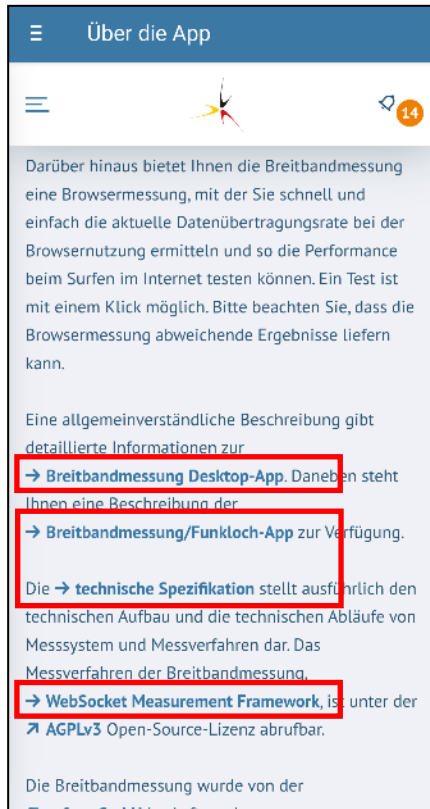 Über die App
14
Darüber hinaus bietet Ihnen die Breitbandmessung
eine Browsermessung, mit der Sie schnell und
einfach die aktuelle Datenübertragungsrate bei der
Browsernutzung ermitteln und so die Performance
beim Surfen im Internet testen können. Ein Test ist
mit einem Klick möglich. Bitte beachten Sie, dass die
Browsermessung abweichende Ergebnisse liefern
kann.
Eine allgemeinverständliche Beschreibung gibt
detaillierte Informationen zur
→ Breitbandmessung Desktop-App. Daneben steht
Ihnen eine Beschreibung der
→ Breitbandmessung/Funkloch-App zur Verfügung.
Die → technische Spezifikation stellt ausführlich den
technischen Aufbau und die technischen Abläufe von
Messsystem und Messverfahren dar. Das
Messverfahren der Breitbandmessung,
→ WebSocket Measurement Framework, ist unter der
↗ AGPLv3 Open-Source-Lizenz abrufbar.
Die Breitbandmessung wurde von der